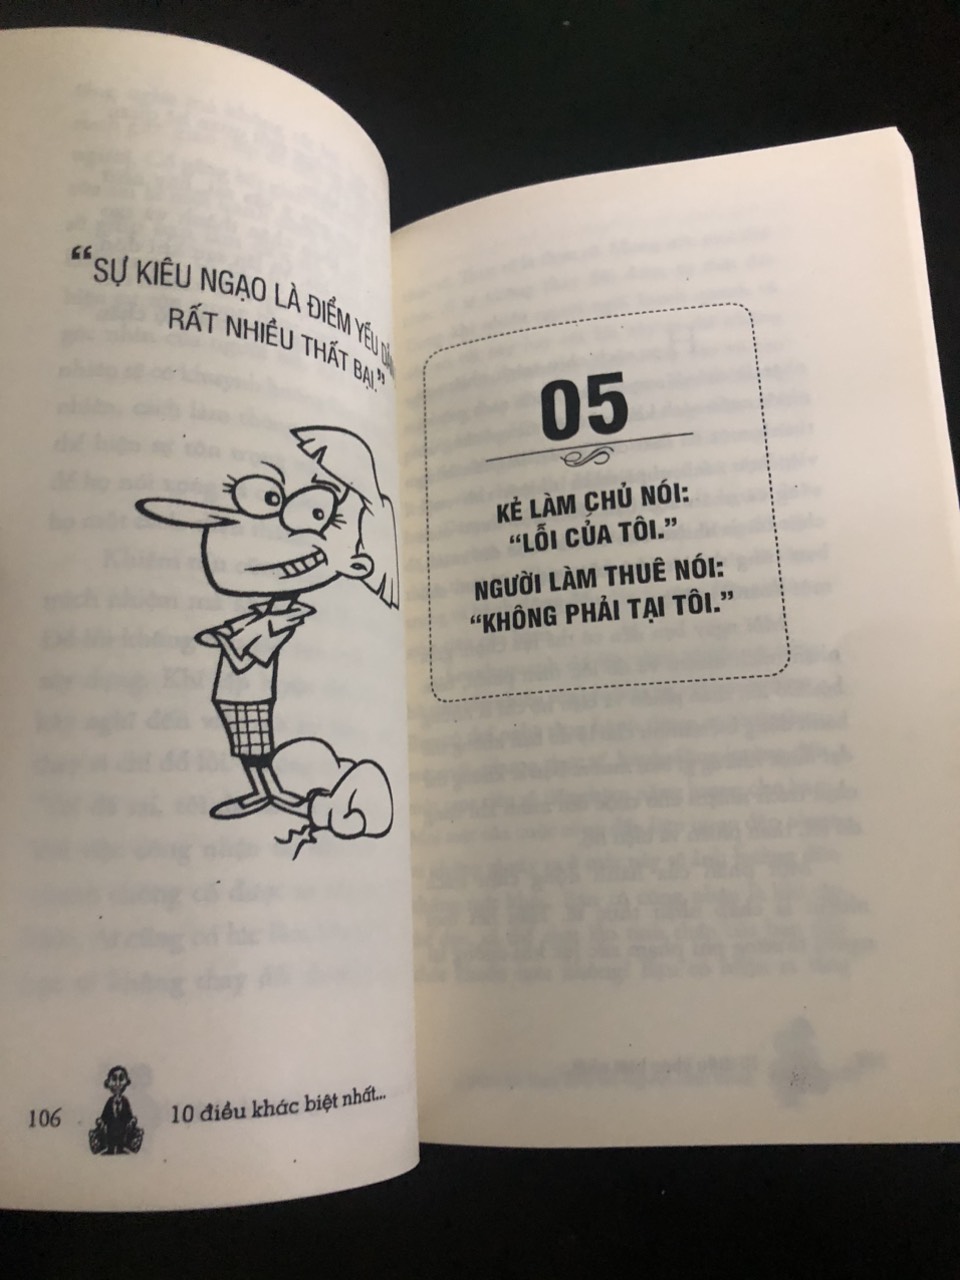 “SỰ KIÊU NGẠO LÀ ĐIỂM YẾU
RẤT NHIỀU THẤT BẠI.”
106
10 điều khác biệt nhất...
05
KẺ LÀM CHỦ NÓI:
“LỖI CỦA TÔI.”
NGƯỜI LÀM THUÊ NÓI:
“KHÔNG PHẢI TẠI TÔI.”